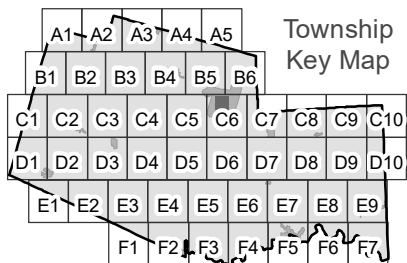 Township
Key Map
A1 A2 A3 A4 A5
B1 B2 B3 B4 B5 B6
C1 C2 C3 C4 C5 C6 C7 C8 C9 C10
D1 D2 D3 D4 D5 D6 D7 D8 D9 D10
E1 E2 E3 E4 E5 E6 E7 E8 E9
F1 F2 F3 F4 F5 F6 F7